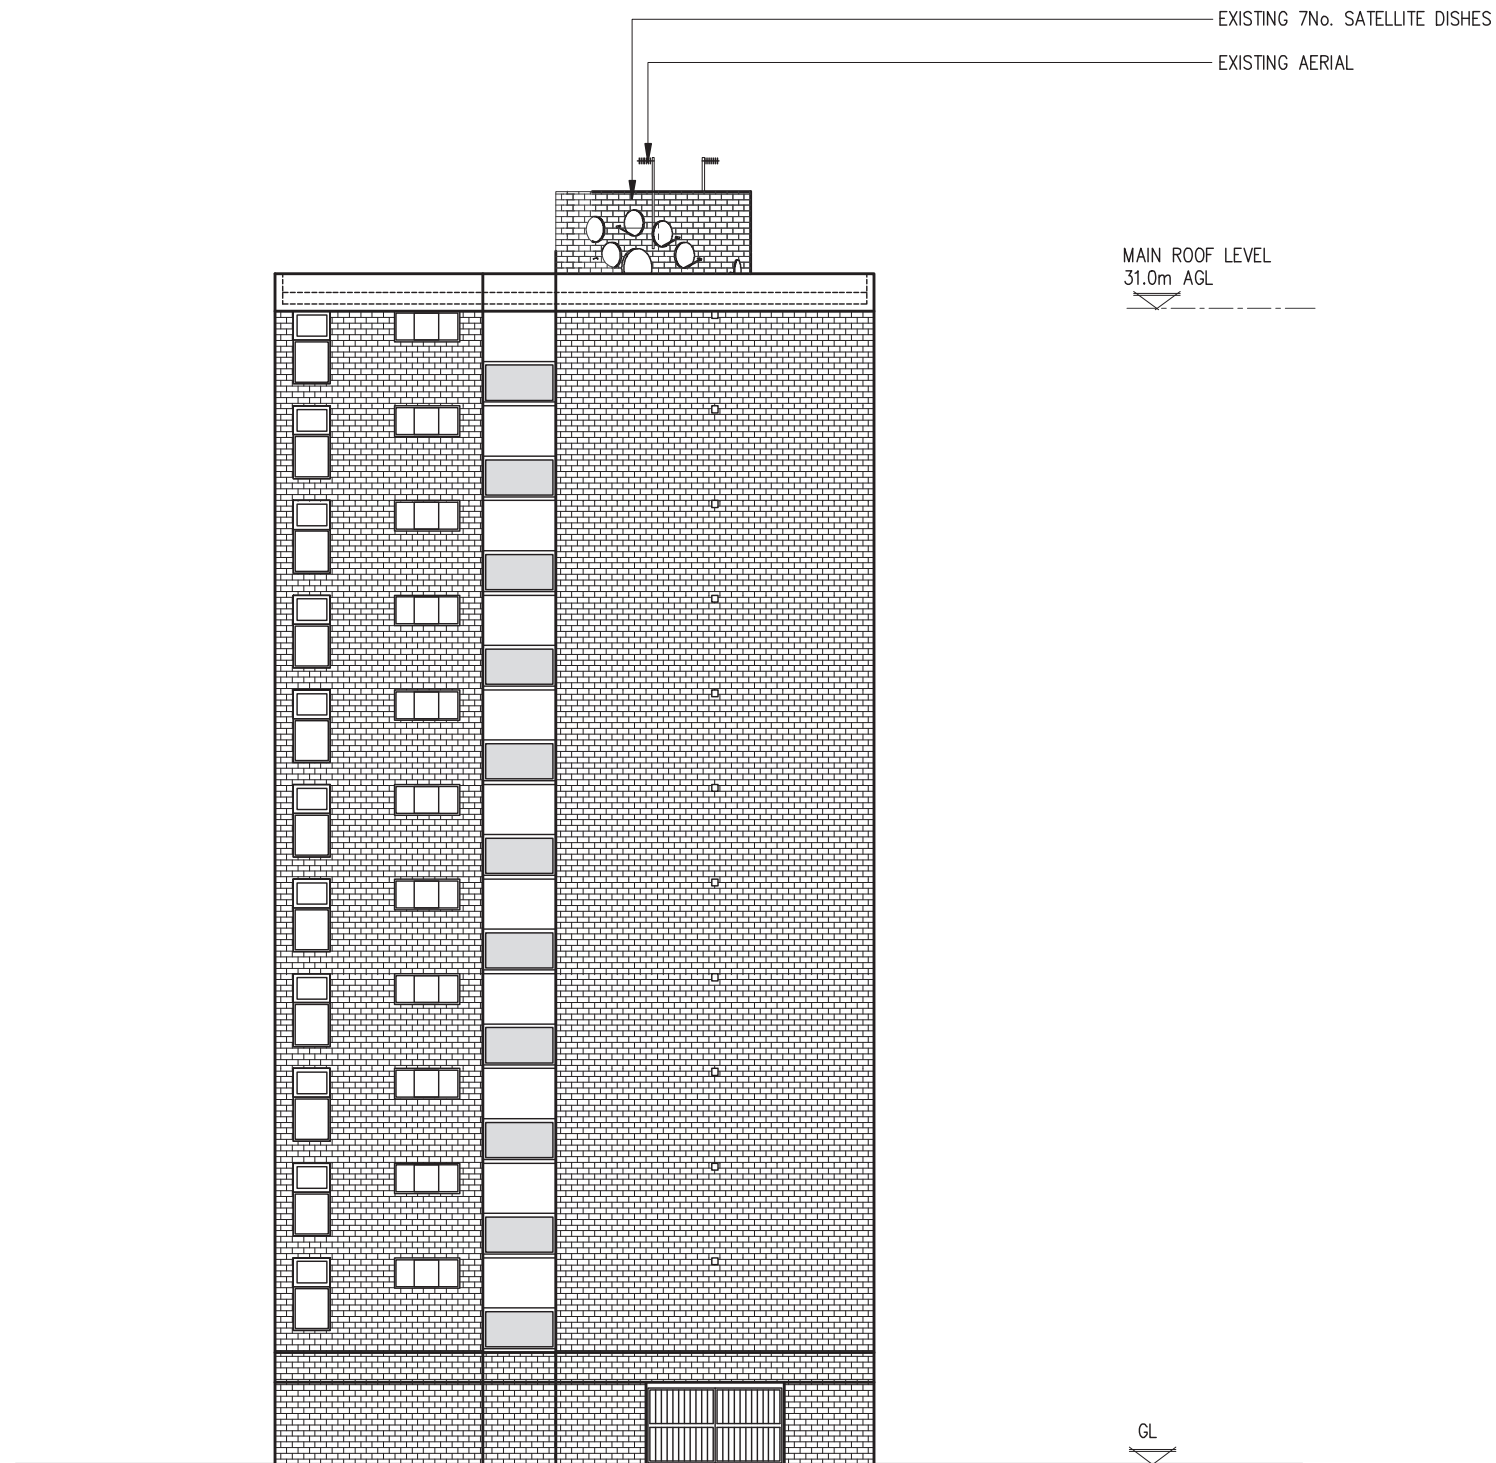 EXISTING 7No. SATELLITE DISHES
EXISTING AERIAL
MAIN ROOF LEVEL
31.0m AGL
GL